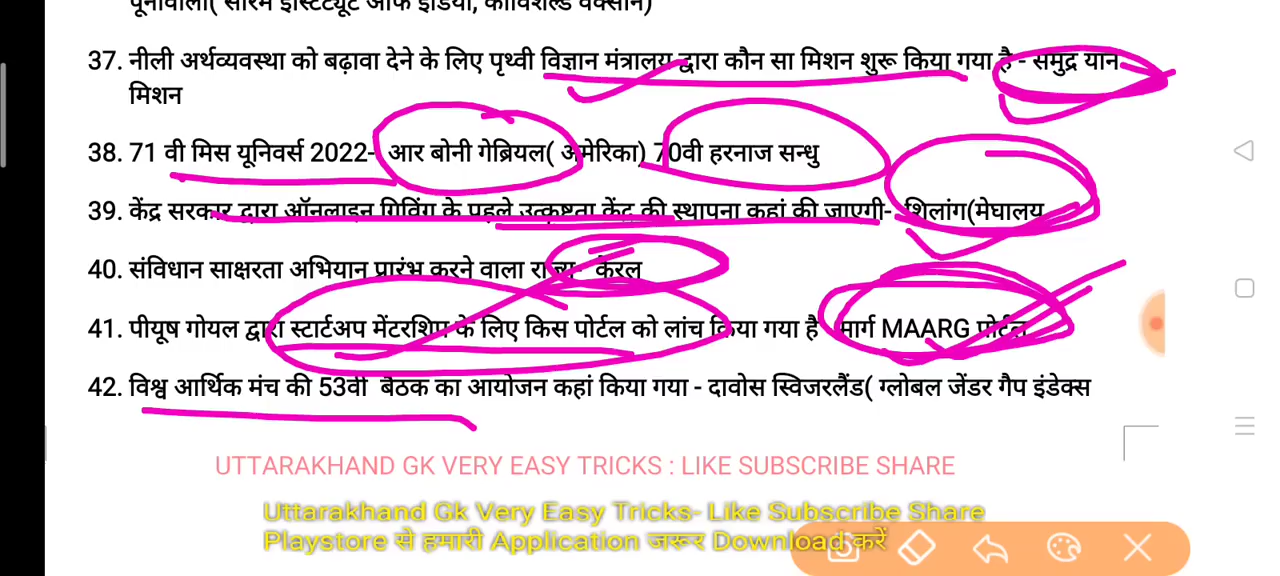 पूनावाला( सीरम इंस्टिट्यूट ऑफ इंडिया, कोविशील्ड वैक्सीन)
37. नीली अर्थव्यवस्था को बढ़ावा देने के लिए पृथ्वी विज्ञान मंत्रालय द्वारा कौन सा मिशन शुरू किया गया है - समुद्र यान
मिशन
38. 71 वी मिस यूनिवर्स 2022- आर बोनी गेब्रियल( अमेरिका) 70वी हरनाज सन्धु
39. केंद्र सरकार द्वारा ऑनलाइन गिविंग के पहले उत्कृष्टता केंद्र की स्थापना कहां की जाएगी- शिलांग(मेघालय
40. संविधान साक्षरता अभियान प्रारंभ करने वाला राज्य- केरल
41. पीयूष गोयल द्वारा स्टार्टअप मेंटरशिप के लिए किस पोर्टल को लांच किया गया है मार्ग MAARG पोर्टल
42. विश्व आर्थिक मंच की 53वी बैठक का आयोजन कहां किया गया - दावोस स्विजरलैंड( ग्लोबल जेंडर गैप इंडेक्स
UTTARAKHAND GK VERY EASY TRICKS : LIKE SUBSCRIBE SHARE
Uttarakhand Gk Very Easy Tricks- Like Subscribe Share
Playstore से हमारी Application जरूर Download करें